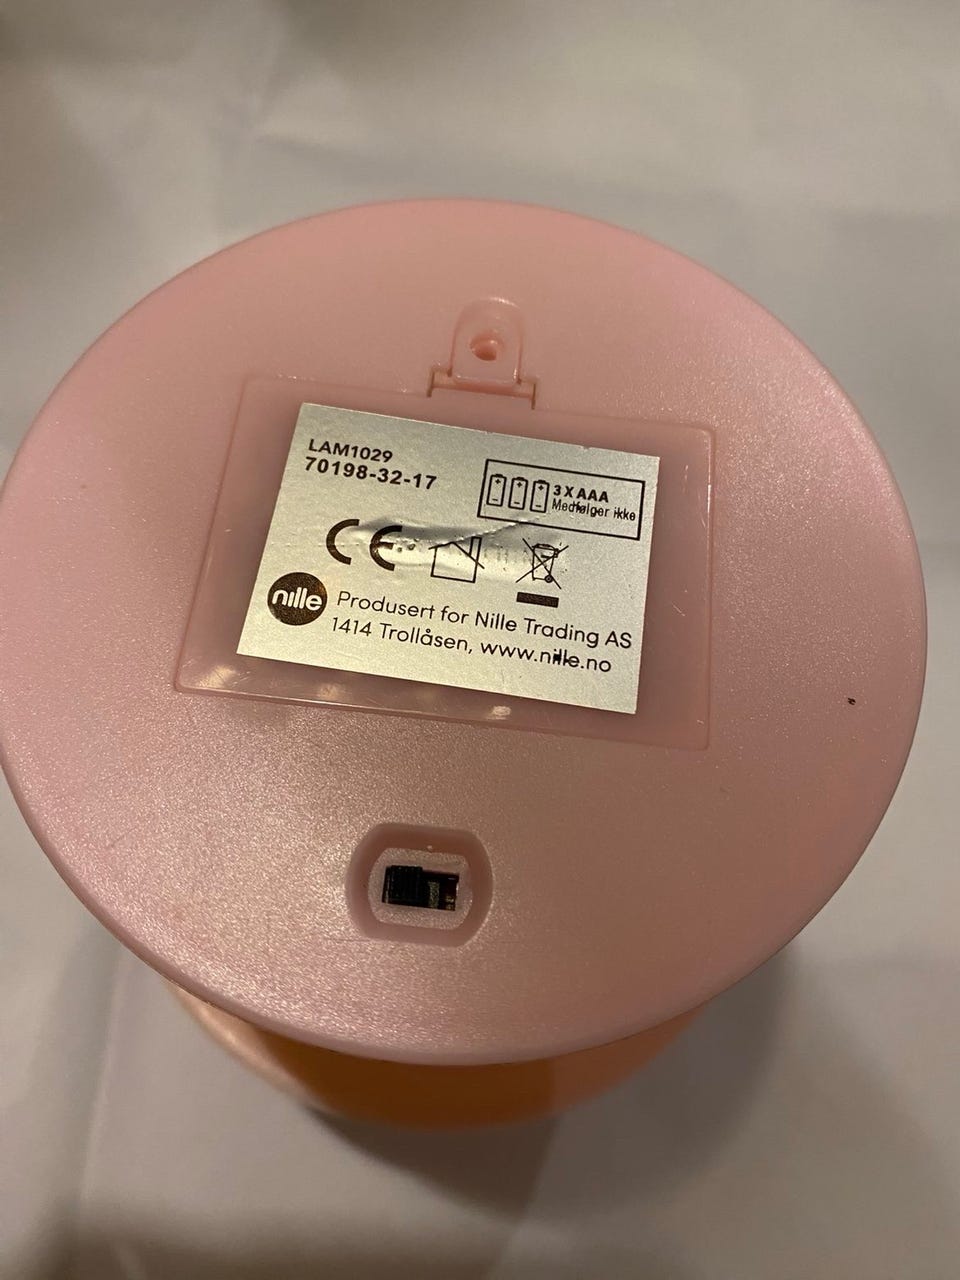 LAM1029
70198-32-17
3 X AAA
Medfølger ikke
CE
nille
Produsert for Nille Trading AS
1414 Trollåsen, www.nille.no